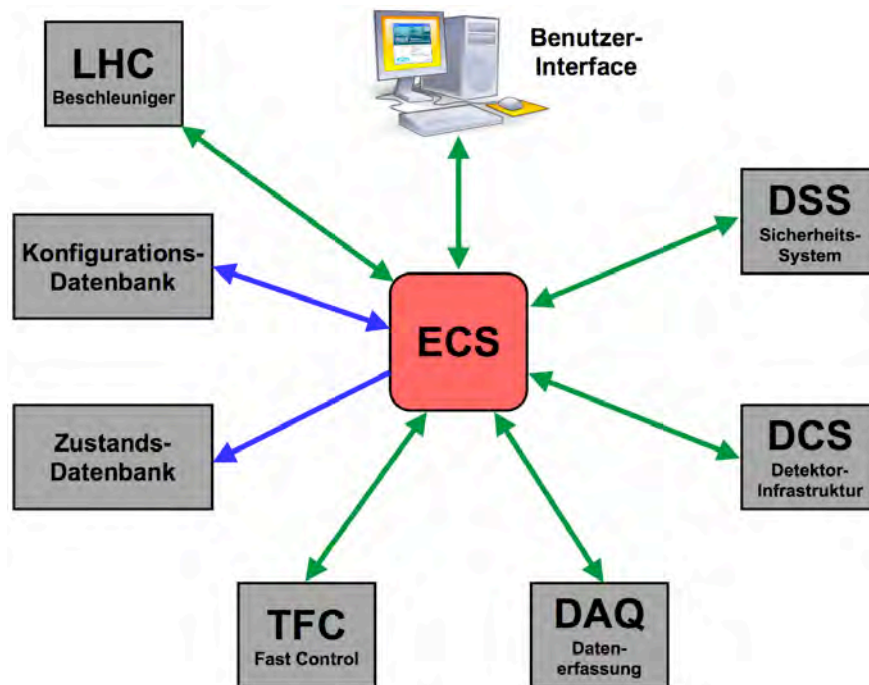 LHC
Beschleuniger
Benutzer-
Interface
DSS
Sicherheits-
System
Konfigurations-
Datenbank
ECS
Zustands-
Datenbank
DCS
Detektor-
Infrastruktur
TFC
Fast Control
DAQ
Daten-
erfassung